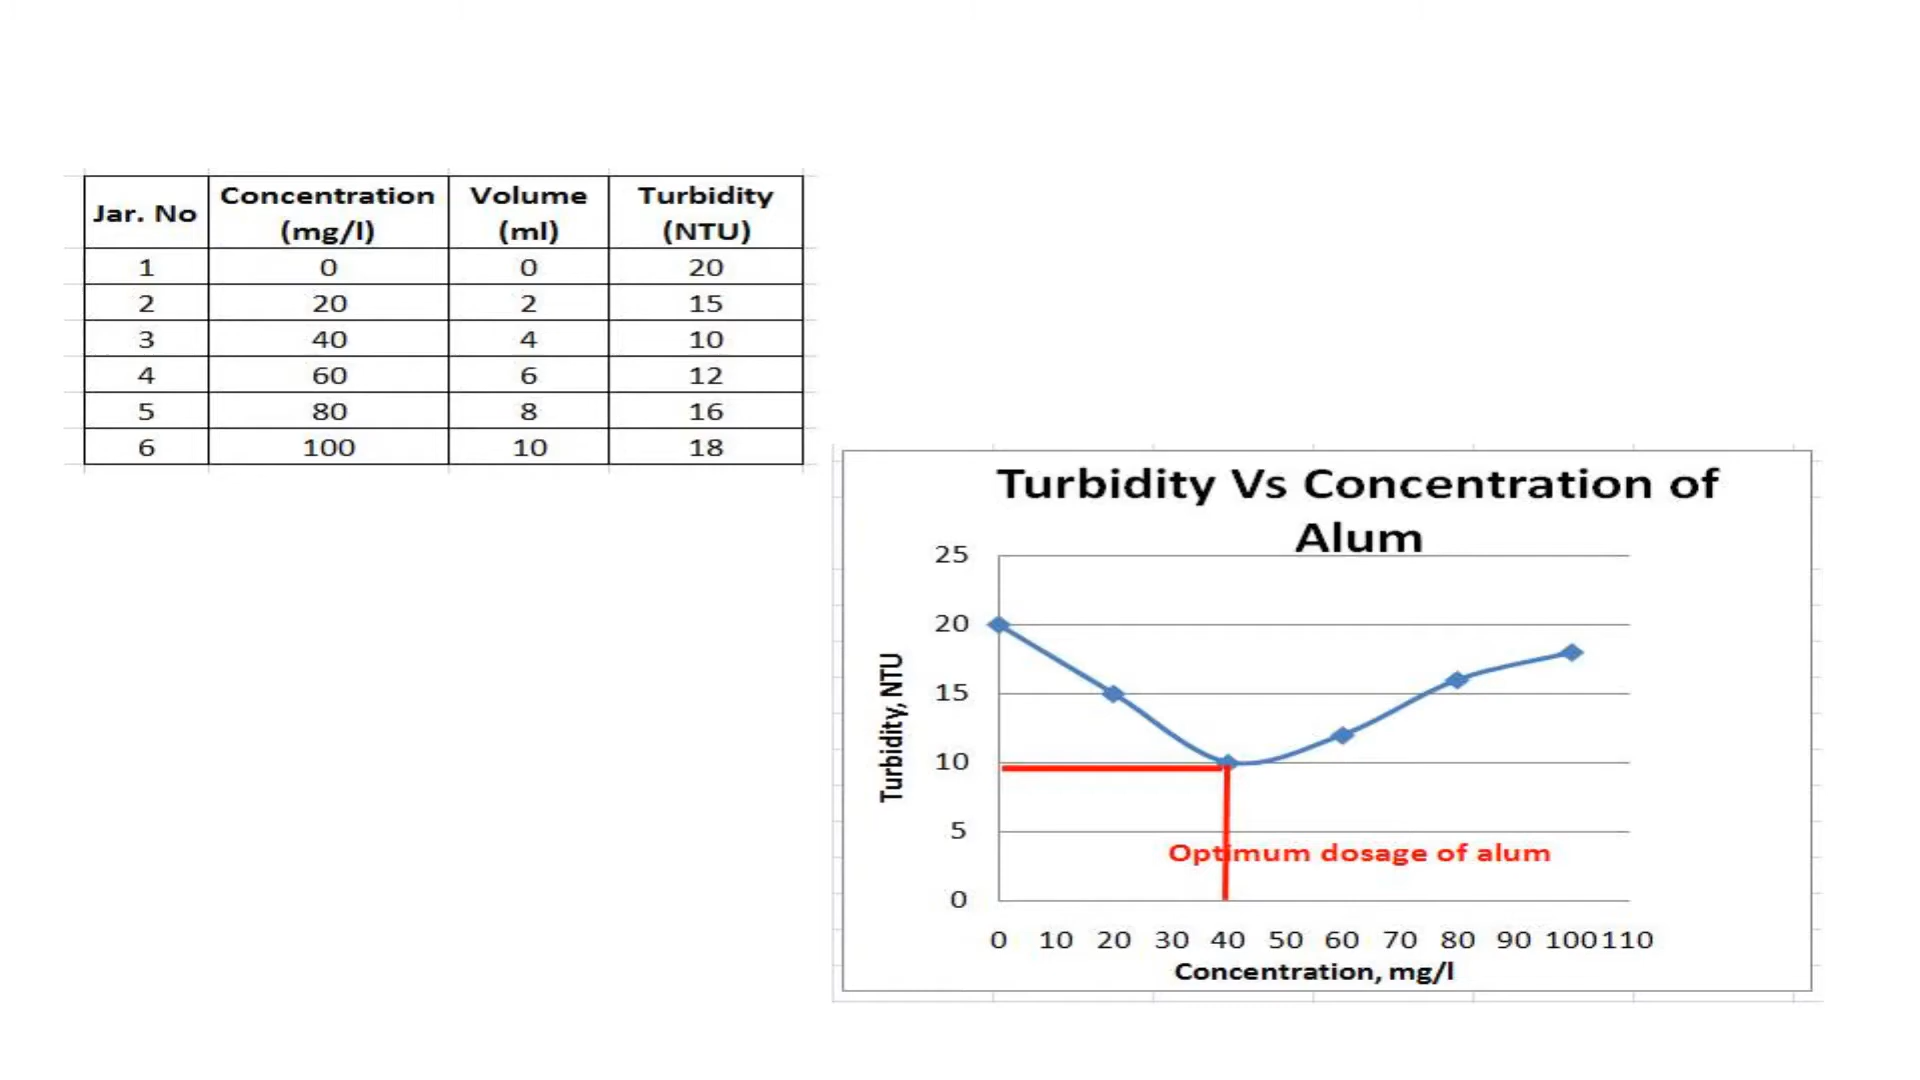 Jar. No Concentration (mg/l) Volume (ml) Turbidity (NTU)
1 0 0 20
2 20 2 15
3 40 4 10
4 60 6 12
5 80 8 16
6 100 10 18
Turbidity Vs Concentration of
Alum
25
20
15
10
5
0
Turbidity, NTU
Optimum dosage of alum
0 10 20 30 40 50 60 70 80 90 100 110
Concentration, mg/l